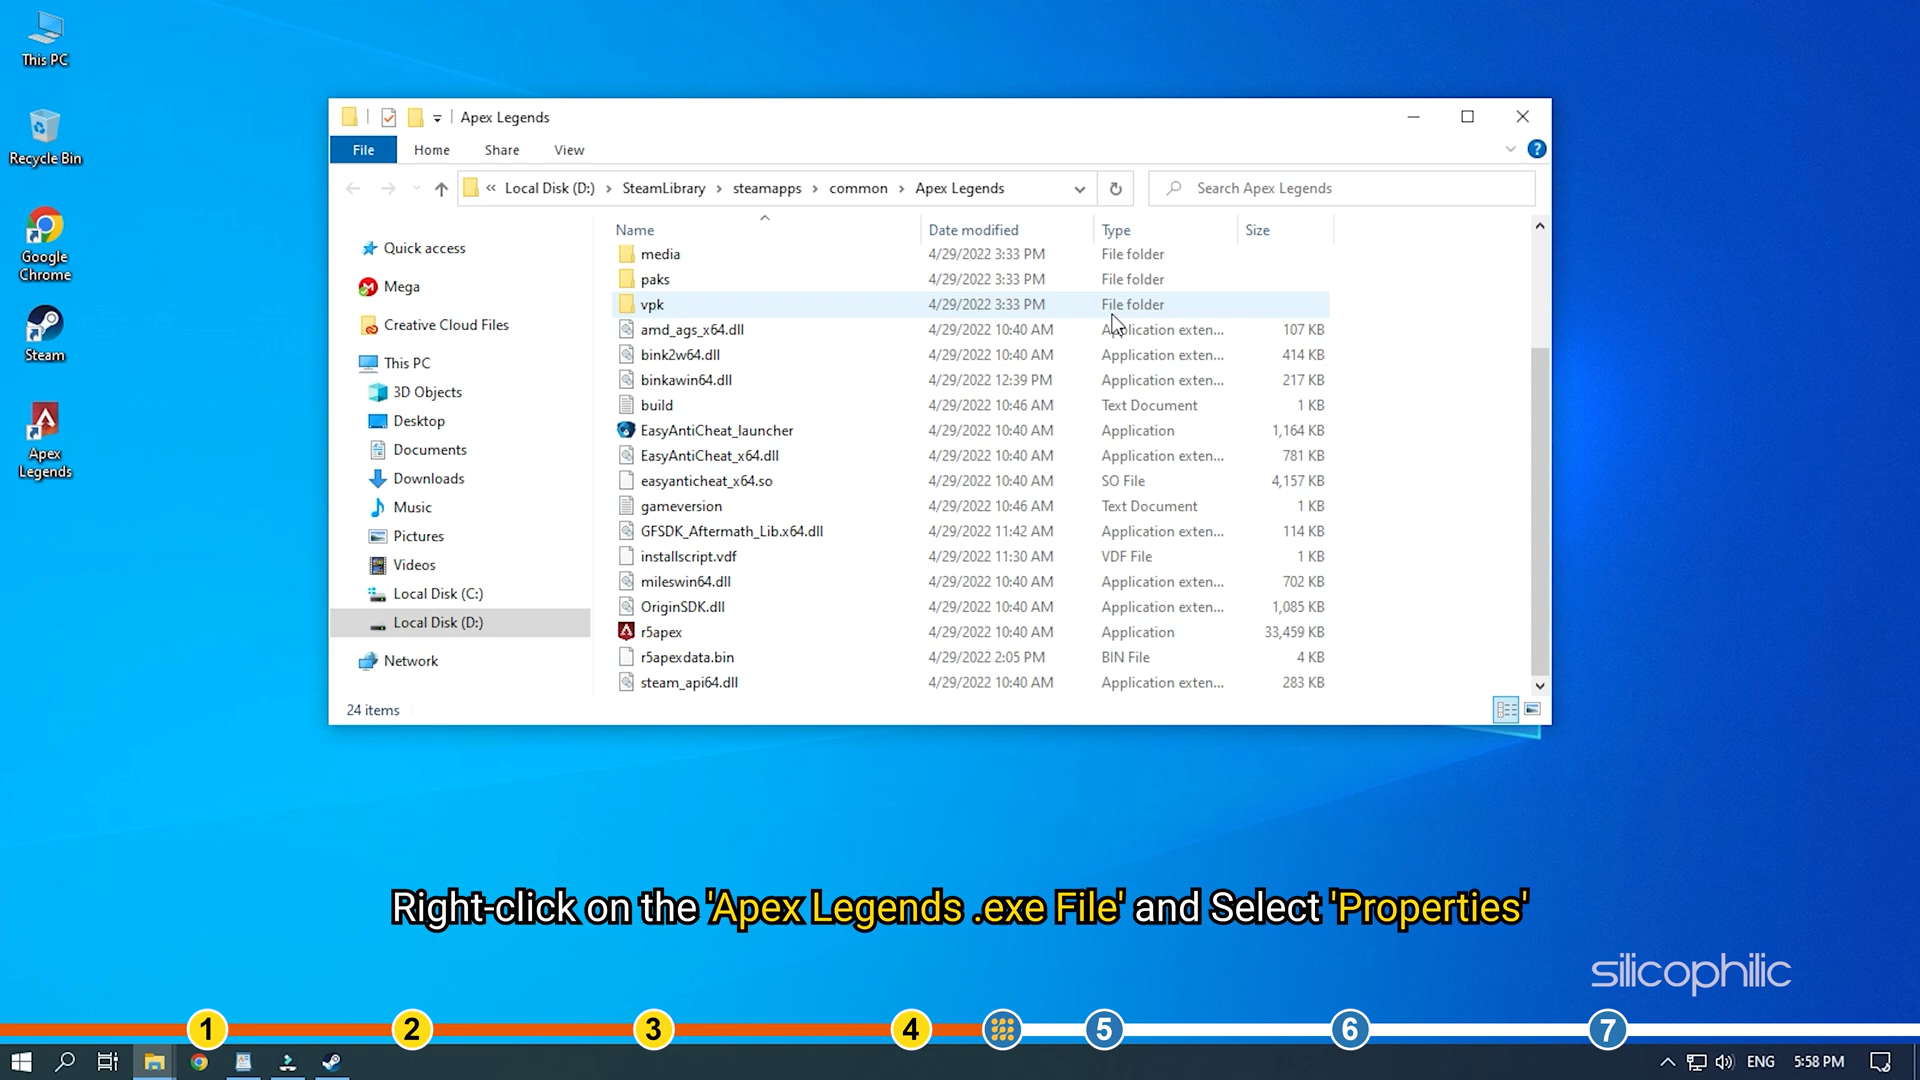 This PC
Recycle Bin
Google
Chrome
Steam
Apex
Legends
Apex Legends
File Home Share View
« Local Disk (D:) › SteamLibrary › steamapps › common › Apex Legends
Search Apex Legends
Name Date modified Type Size
Quick access
Mega
Creative Cloud Files
This PC
3D Objects
Desktop
Documents
Downloads
Music
Pictures
Videos
Local Disk (C:)
Local Disk (D:)
Network
media 4/29/2022 3:33 PM File folder
paks 4/29/2022 3:33 PM File folder
vpk 4/29/2022 3:33 PM File folder
amd_ags_x64.dll 4/29/2022 10:40 AM Application exten... 107 KB
bink2w64.dll 4/29/2022 10:40 AM Application exten... 414 KB
binkawin64.dll 4/29/2022 12:39 PM Application exten... 217 KB
build 4/29/2022 10:46 AM Text Document 1 KB
EasyAntiCheat_launcher 4/29/2022 10:40 AM Application 1,164 KB
EasyAntiCheat_x64.dll 4/29/2022 10:40 AM Application exten... 781 KB
easyanticheat_x64.so 4/29/2022 10:40 AM SO File 4,157 KB
gameversion 4/29/2022 10:46 AM Text Document 1 KB
GFSDK_Aftermath_Lib.x64.dll 4/29/2022 11:42 AM Application exten... 114 KB
installscript.vdf 4/29/2022 11:30 AM VDF File 1 KB
mileswin64.dll 4/29/2022 10:40 AM Application exten... 702 KB
OriginSDK.dll 4/29/2022 10:40 AM Application exten... 1,085 KB
r5apex 4/29/2022 10:40 AM Application 33,459 KB
r5apexdata.bin 4/29/2022 2:05 PM BIN File 4 KB
steam_api64.dll 4/29/2022 10:40 AM Application exten... 283 KB
24 items
Right-click on the 'Apex Legends .exe File' and Select 'Properties'
silicophilic
1 2 3 4 5 6 7
ENG 5:58 PM